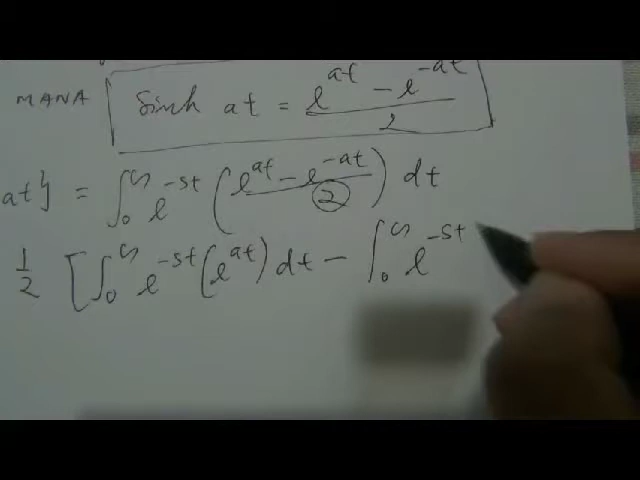 MANA sinh at = e^at - e^-at / 2
at} = ∫₀^∞ e^-st (e^at - e^-at / 2) dt
1/2 [∫₀^∞ e^-st (e^at) dt - ∫₀^∞ e^-st